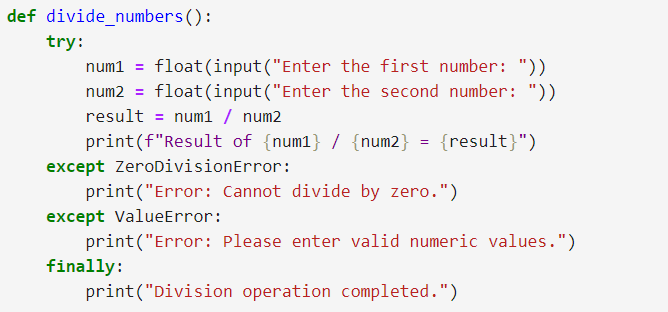 def divide_numbers():
    try:
        num1 = float(input("Enter the first number: "))
        num2 = float(input("Enter the second number: "))
        result = num1 / num2
        print(f"Result of {num1} / {num2} = {result}")
    except ZeroDivisionError:
        print("Error: Cannot divide by zero.")
    except ValueError:
        print("Error: Please enter valid numeric values.")
    finally:
        print("Division operation completed.")